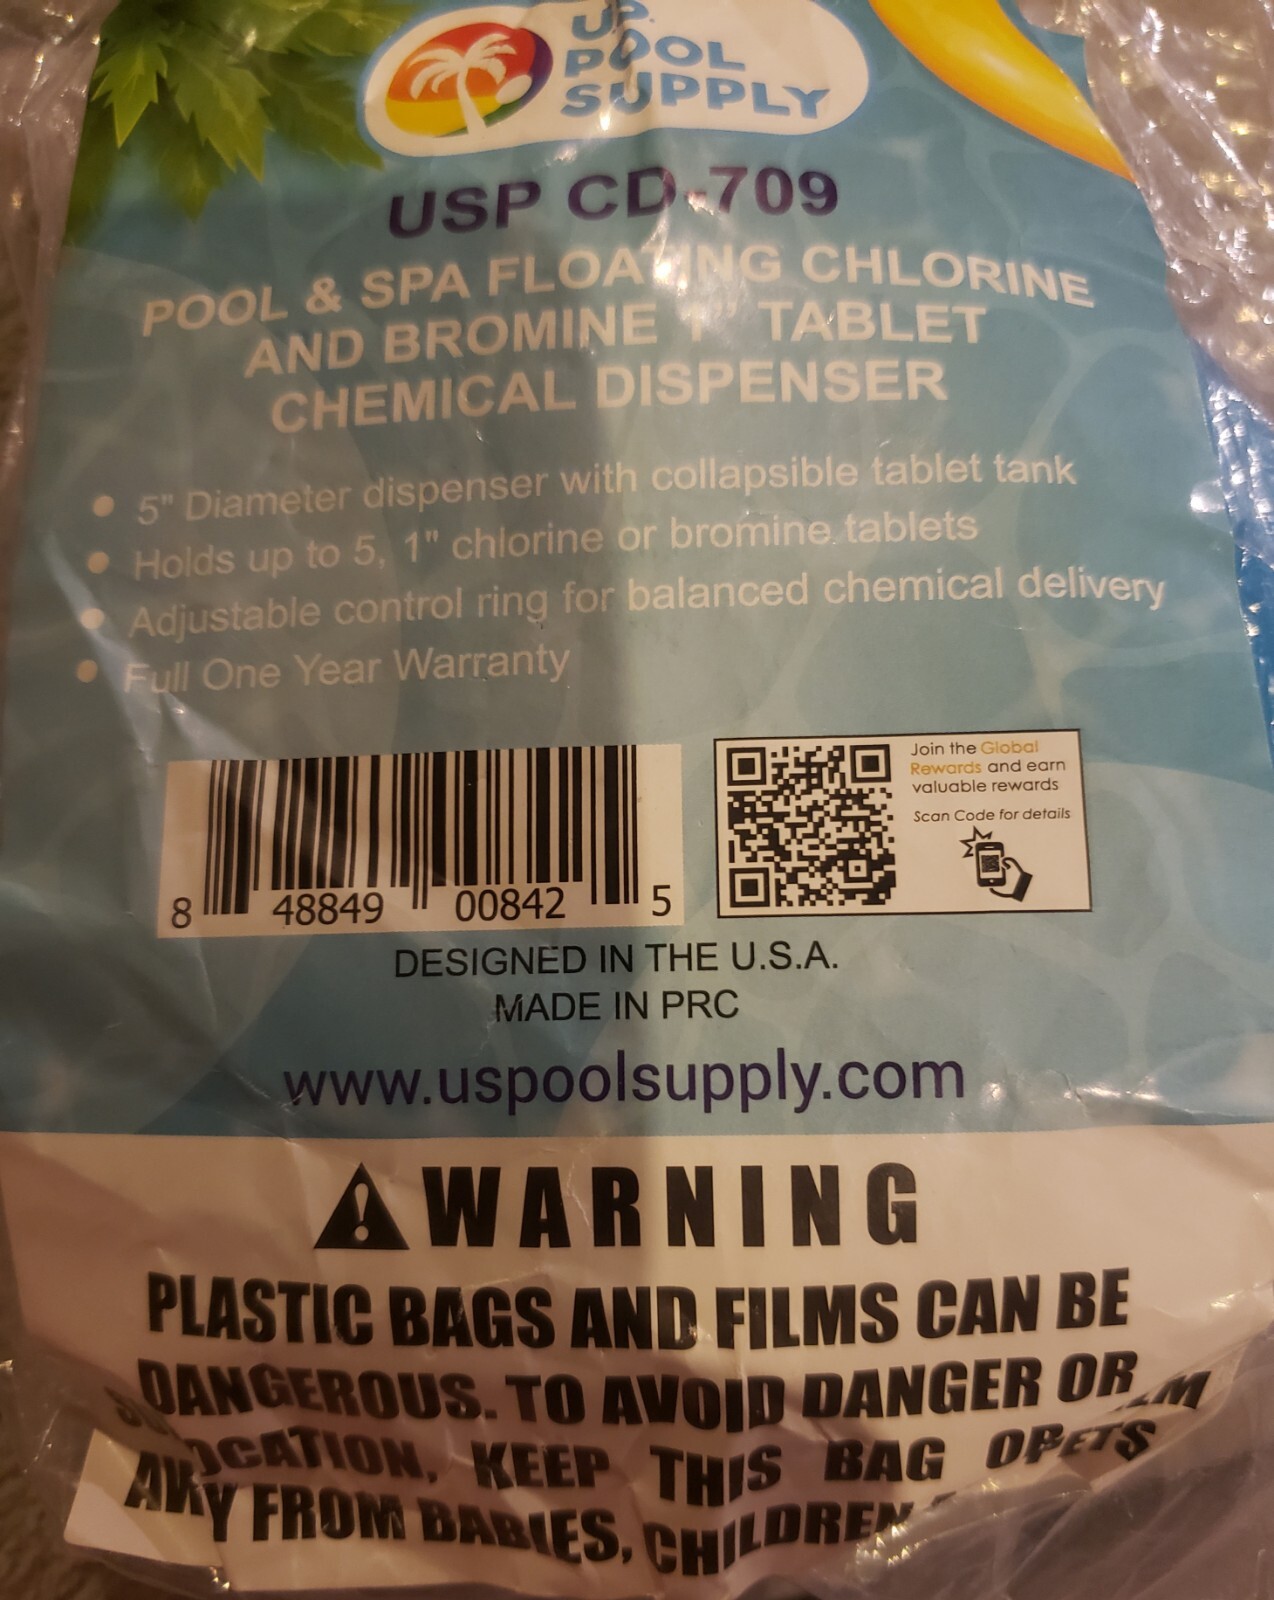 U.S.
POOL
SUPPLY
USP CD-709
POOL & SPA FLOATING CHLORINE
AND BROMINE 1" TABLET
CHEMICAL DISPENSER
• 5" Diameter dispenser with collapsible tablet tank
• Holds up to 5, 1" chlorine or bromine tablets
• Adjustable control ring for balanced chemical delivery
• Full One Year Warranty
8 48849 00842 5
Join the Global
Rewards and earn
valuable rewards
Scan Code for details
DESIGNED IN THE U.S.A.
MADE IN PRC
www.uspoolsupply.com
WARNING
PLASTIC BAGS AND FILMS CAN BE
DANGEROUS. TO AVOID DANGER OR
KEEP THIS BAG
FROM BABIES, CHILDREN